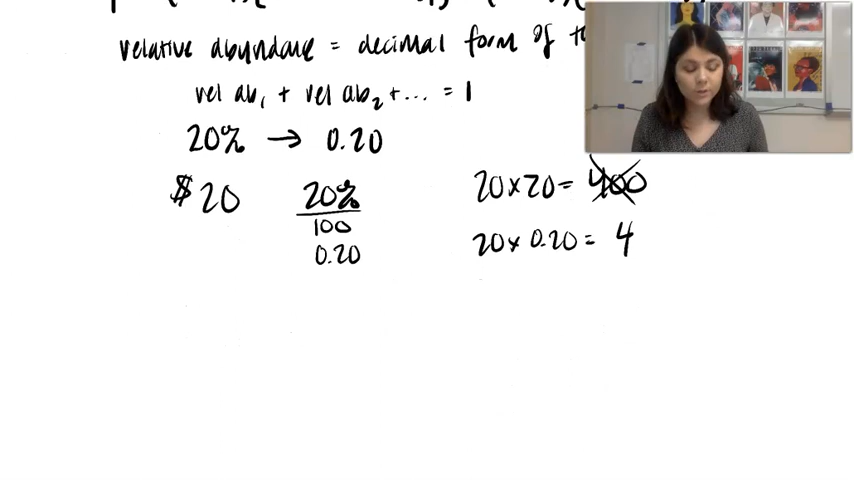 relative abundance = decimal form of
rel ab₁ + rel ab₂ + ... = 1
20% → 0.20
$20
20%
100
0.20
20 × 20 = 400
20 × 0.20 = 4